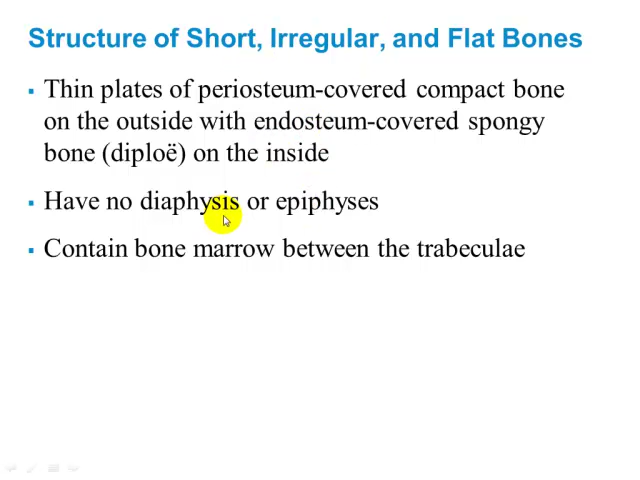 Structure of Short, Irregular, and Flat Bones
▪ Thin plates of periosteum-covered compact bone
on the outside with endosteum-covered spongy
bone (diploë) on the inside
▪ Have no diaphysis or epiphyses
▪ Contain bone marrow between the trabeculae